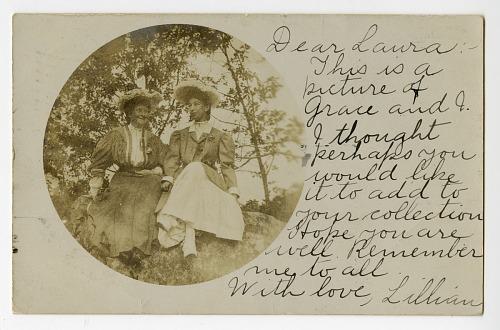 Dear Laura:-
This is a
picture of
Grace and I.
I thought
perhaps you
would like
it to add to
your collection
Hope you are
well. Remember
me to all.
With love, Lillian